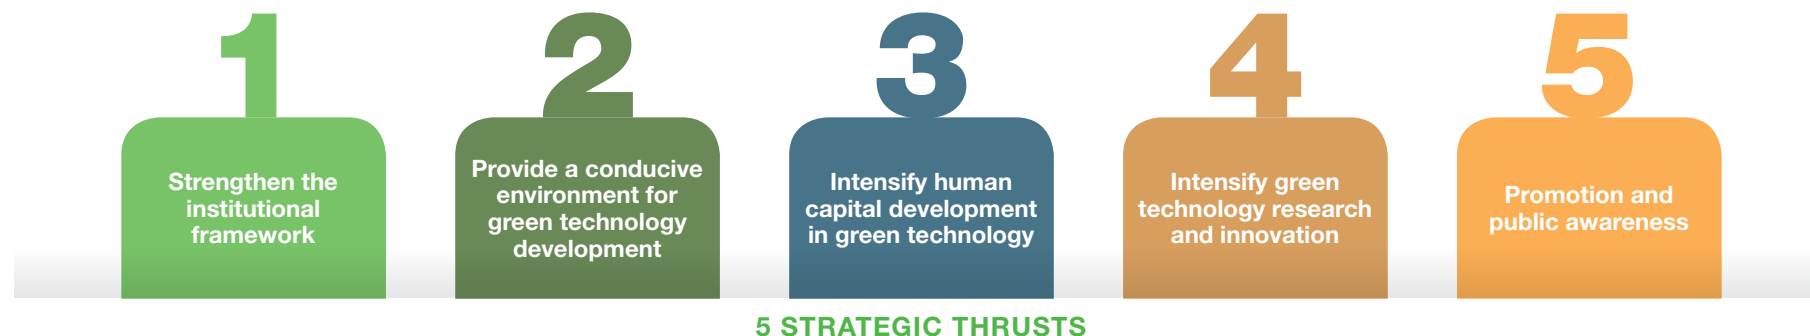 1
Strengthen the
institutional
framework
2
Provide a conducive
environment for
green technology
development
3
Intensify human
capital development
in green technology
4
Intensify green
technology research
and innovation
5
Promotion and
public awareness
5 STRATEGIC THRUSTS